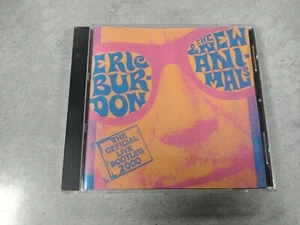 ERIC
BUR-
DON
& THE
NEW
ANI-
MALS
THE
OFFICIAL
LIVE
BOOTLEG
2000